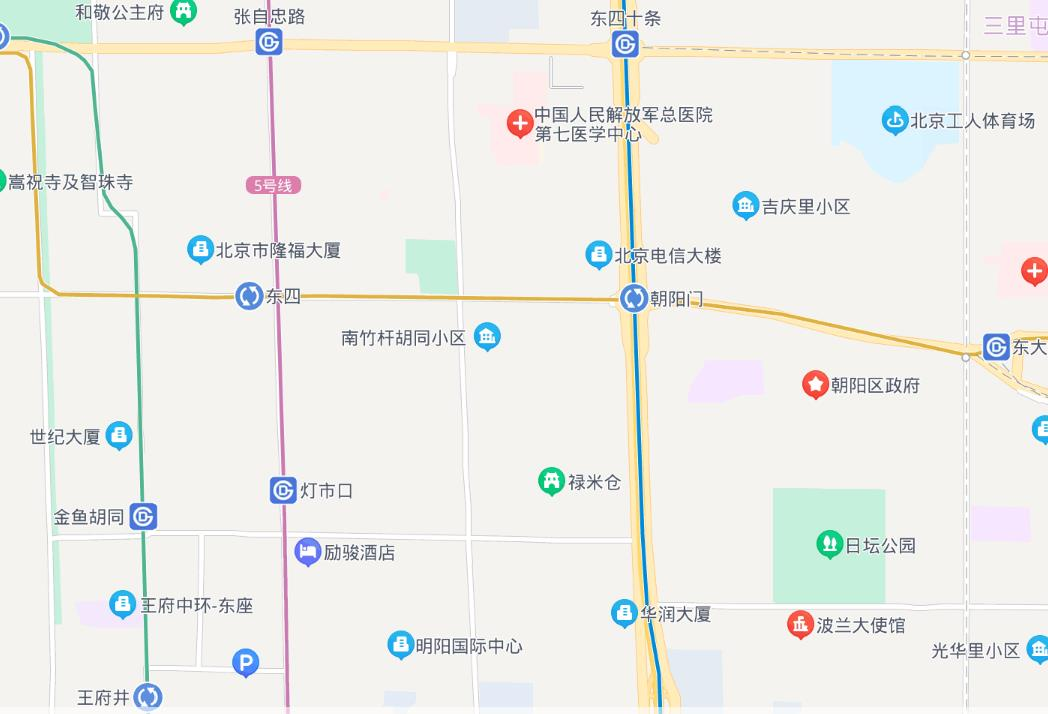 和敬公主府
张自忠路
东四十条
三里屯
中国人民解放军总医院
第七医学中心
北京工人体育场
嵩祝寺及智珠寺
5号线
吉庆里小区
北京市隆福大厦
北京电信大楼
东四
朝阳门
南竹杆胡同小区
东大
朝阳区政府
世纪大厦
禄米仓
灯市口
金鱼胡同
励骏酒店
日坛公园
王府中环-东座
华润大厦
波兰大使馆
明阳国际中心
光华里小区
P
王府井